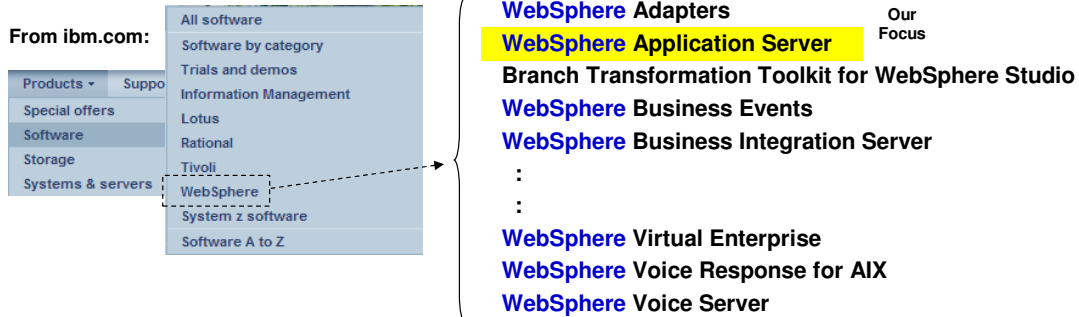 From ibm.com:
Products
Suppo
Special offers
Software
Storage
Systems & servers
All software
Software by category
Trials and demos
Information Management
Lotus
Rational
Tivoli
WebSphere
System z software
Software A to Z
WebSphere Adapters
WebSphere Application Server
Our
Focus
Branch Transformation Toolkit for WebSphere Studio
WebSphere Business Events
WebSphere Business Integration Server
:
:
WebSphere Virtual Enterprise
WebSphere Voice Response for AIX
WebSphere Voice Server